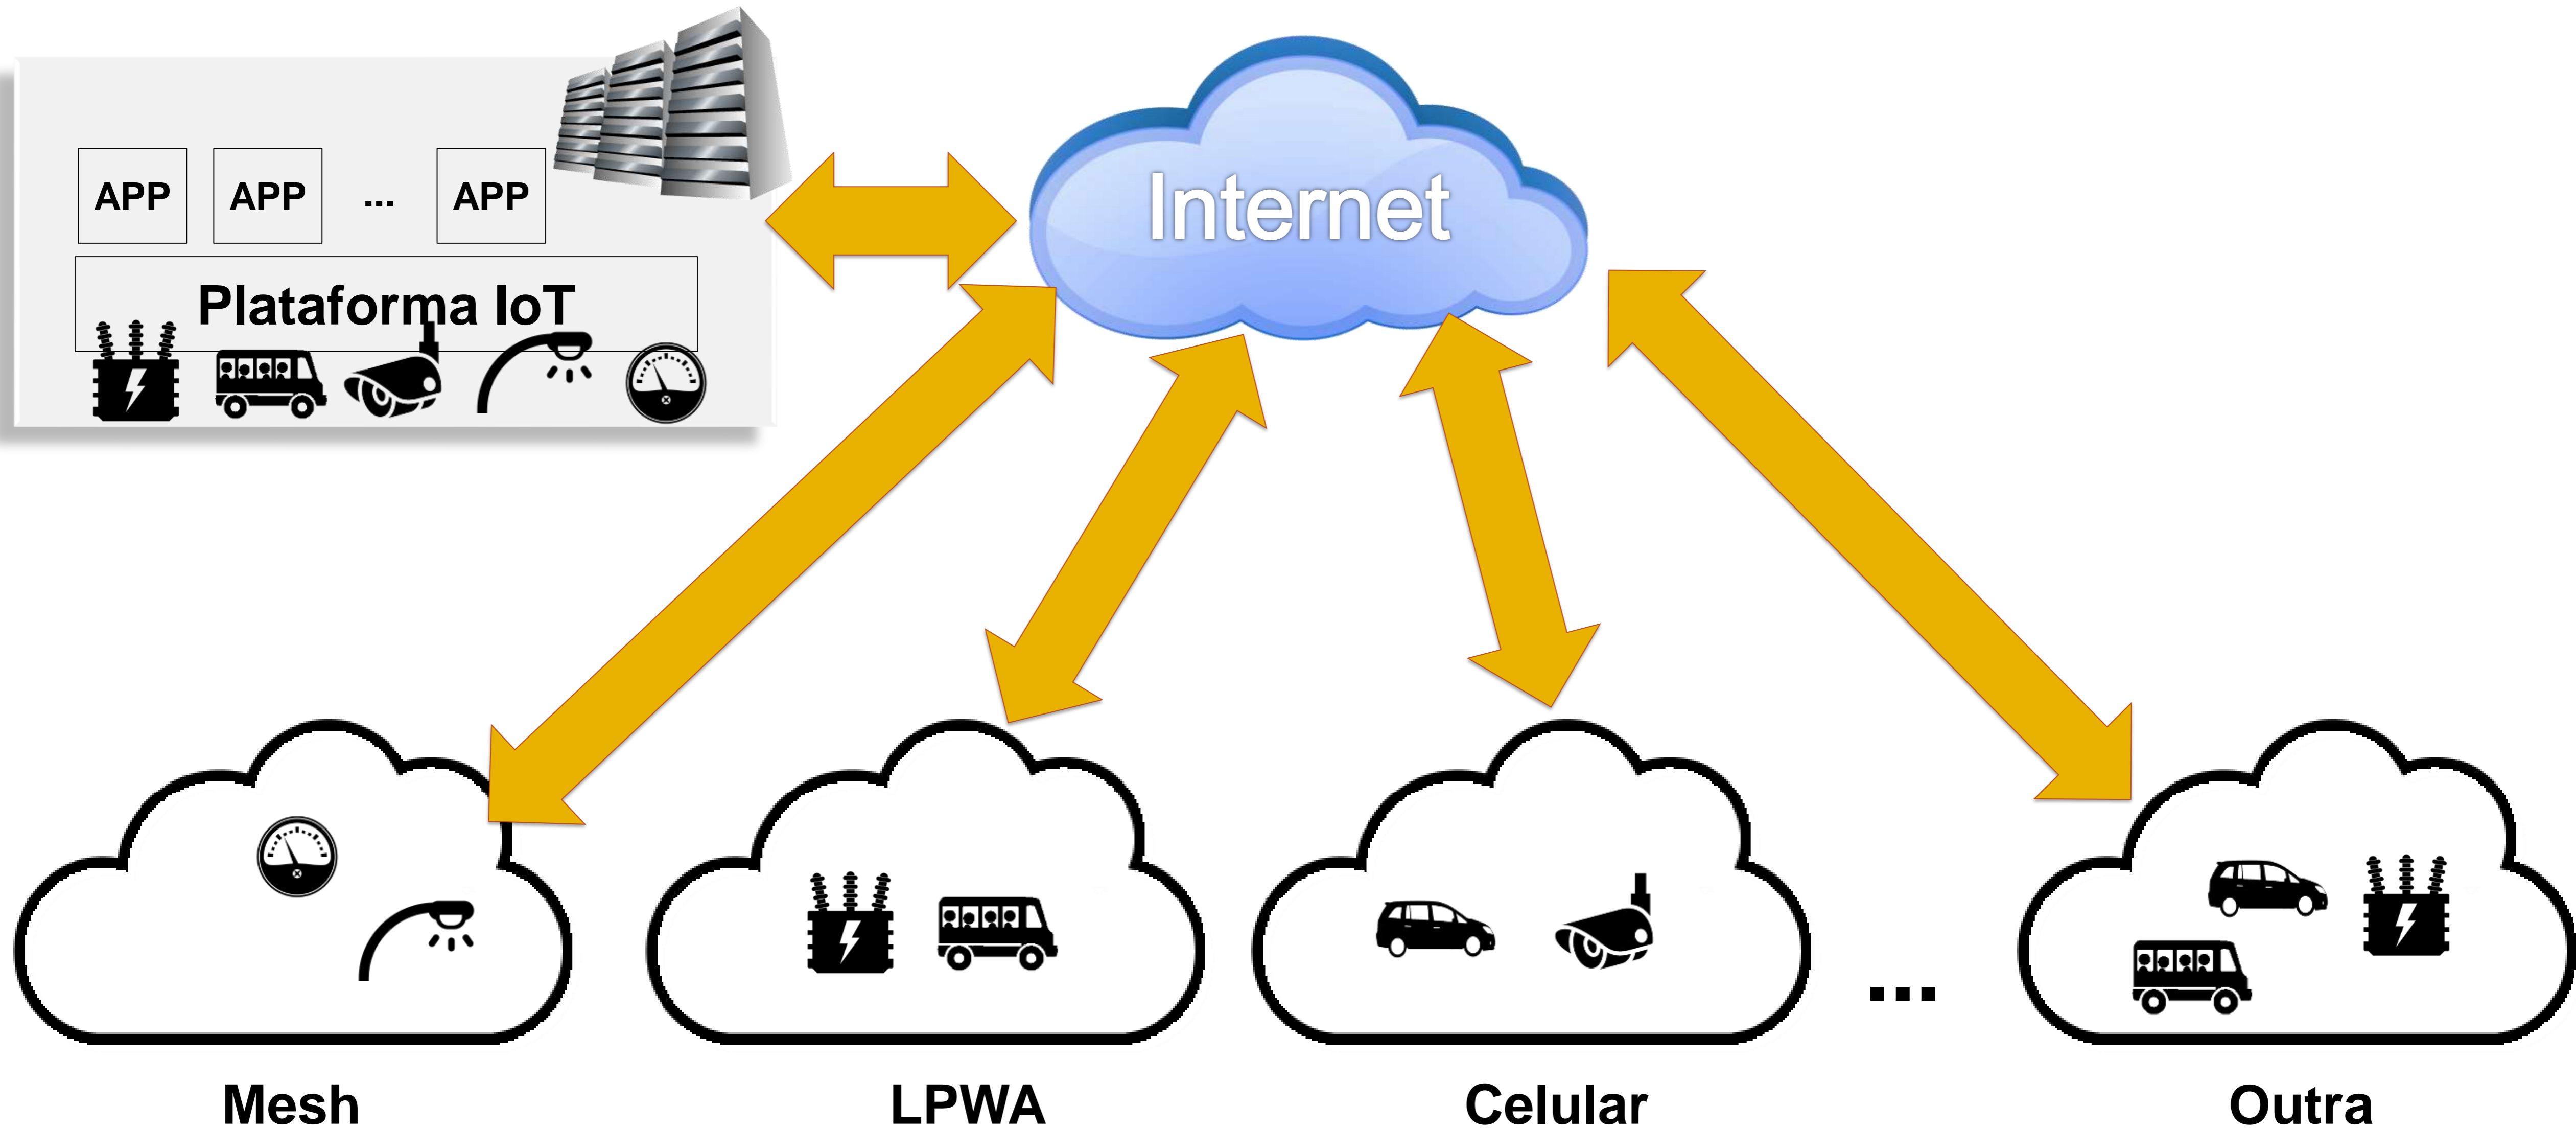 APP APP ... APP
Internet
Plataforma IoT
...
Mesh LPWA Celular Outra